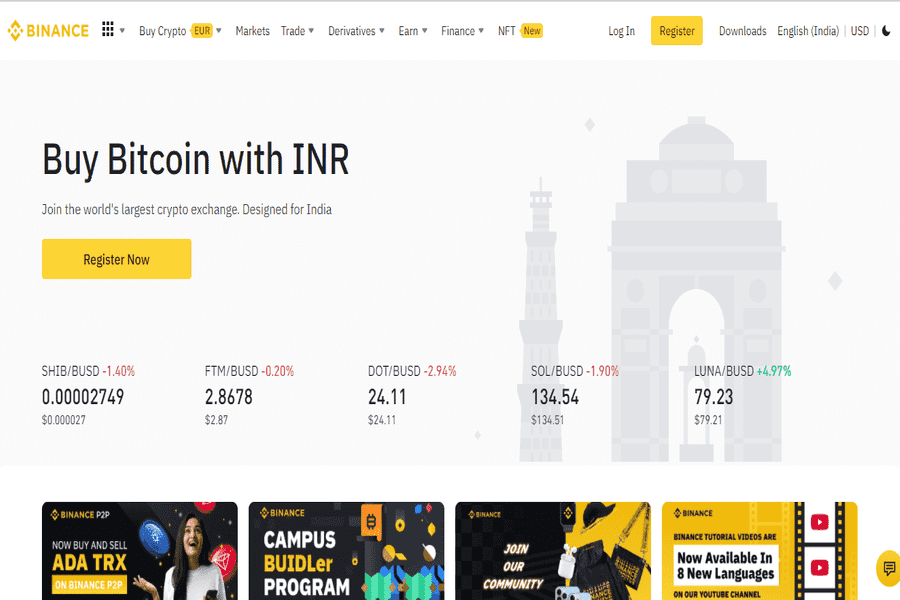 BINANCE
Buy Crypto EUR Markets Trade Derivatives Earn Finance NFT New Log In Register Downloads English (India) USD
Buy Bitcoin with INR
Join the world's largest crypto exchange. Designed for India
Register Now
SHIB/BUSD -1.40%
0.00002749
$0.000027
FTM/BUSD -0.20%
2.8678
$2.87
DOT/BUSD -2.94%
24.11
$24.11
SOL/BUSD -1.90%
134.54
$134.51
LUNA/BUSD +4.97%
79.23
$79.21
BINANCE P2P
NOW BUY AND SELL
ADA TRX
ON BINANCE P2P
BINANCE
CAMPUS
BUIDLer
PROGRAM
BINANCE
JOIN
OUR
COMMUNITY
BINANCE
BINANCE TUTORIAL VIDEOS ARE
Now Available In
8 New Languages
ON OUR YOUTUBE CHANNEL